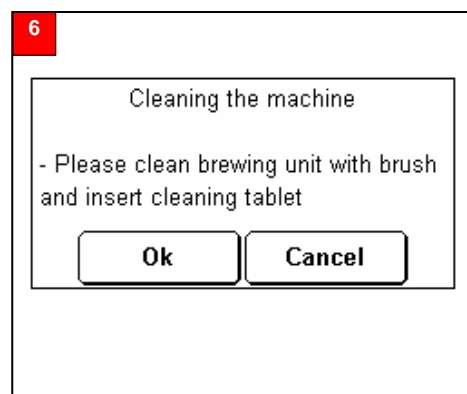 6
Cleaning the machine
- Please clean brewing unit with brush
and insert cleaning tablet
Ok
Cancel